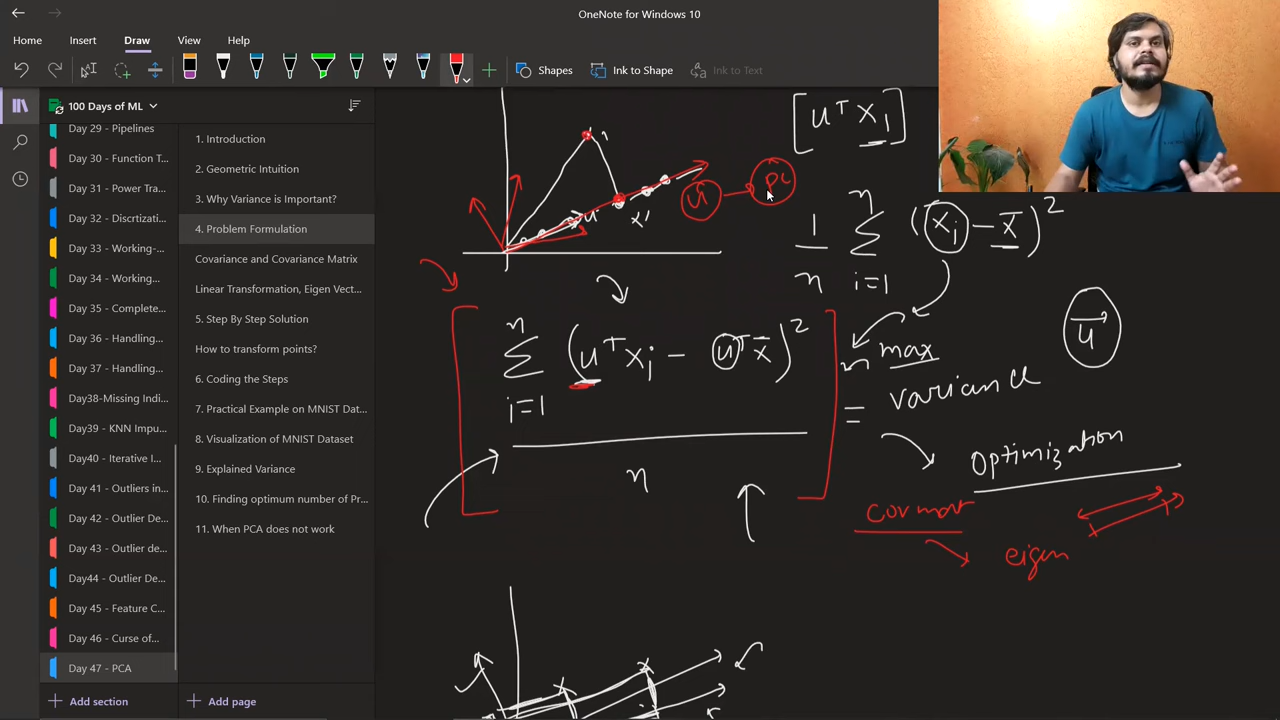 OneNote for Windows 10
Home Insert Draw View Help
Shapes Ink to Shape Ink to Text
100 Days of ML
Day 29 - Pipelines
Day 30 - Function T...
Day 31 - Power Tra...
Day 32 - Discrtizati...
Day 33 - Working-...
Day 34 - Working...
Day 35 - Complete...
Day 36 - Handling...
Day 37 - Handling...
Day38-Missing Indi...
Day39 - KNN Impu...
Day40 - Iterative I...
Day 41 - Outliers in...
Day 42 - Outlier De...
Day 43 - Outlier de...
Day44 - Outlier De...
Day 45 - Feature C...
Day 46 - Curse of...
Day 47 - PCA
Add section
1. Introduction
2. Geometric Intuition
3. Why Variance is Important?
4. Problem Formulation
Covariance and Covariance Matrix
Linear Transformation, Eigen Vect...
5. Step By Step Solution
How to transform points?
6. Coding the Steps
7. Practical Example on MNIST Dat...
8. Visualization of MNIST Dataset
9. Explained Variance
10. Finding optimum number of Pr...
11. When PCA does not work
Add page
[uᵀ x₁]
u → PC
x'
1/n Σ i=1 n (xᵢ - x̄)²
Σ i=1 n (uᵀxᵢ - uᵀx̄)²
n
= max
variance
u
Optimization
cov mat
eigen